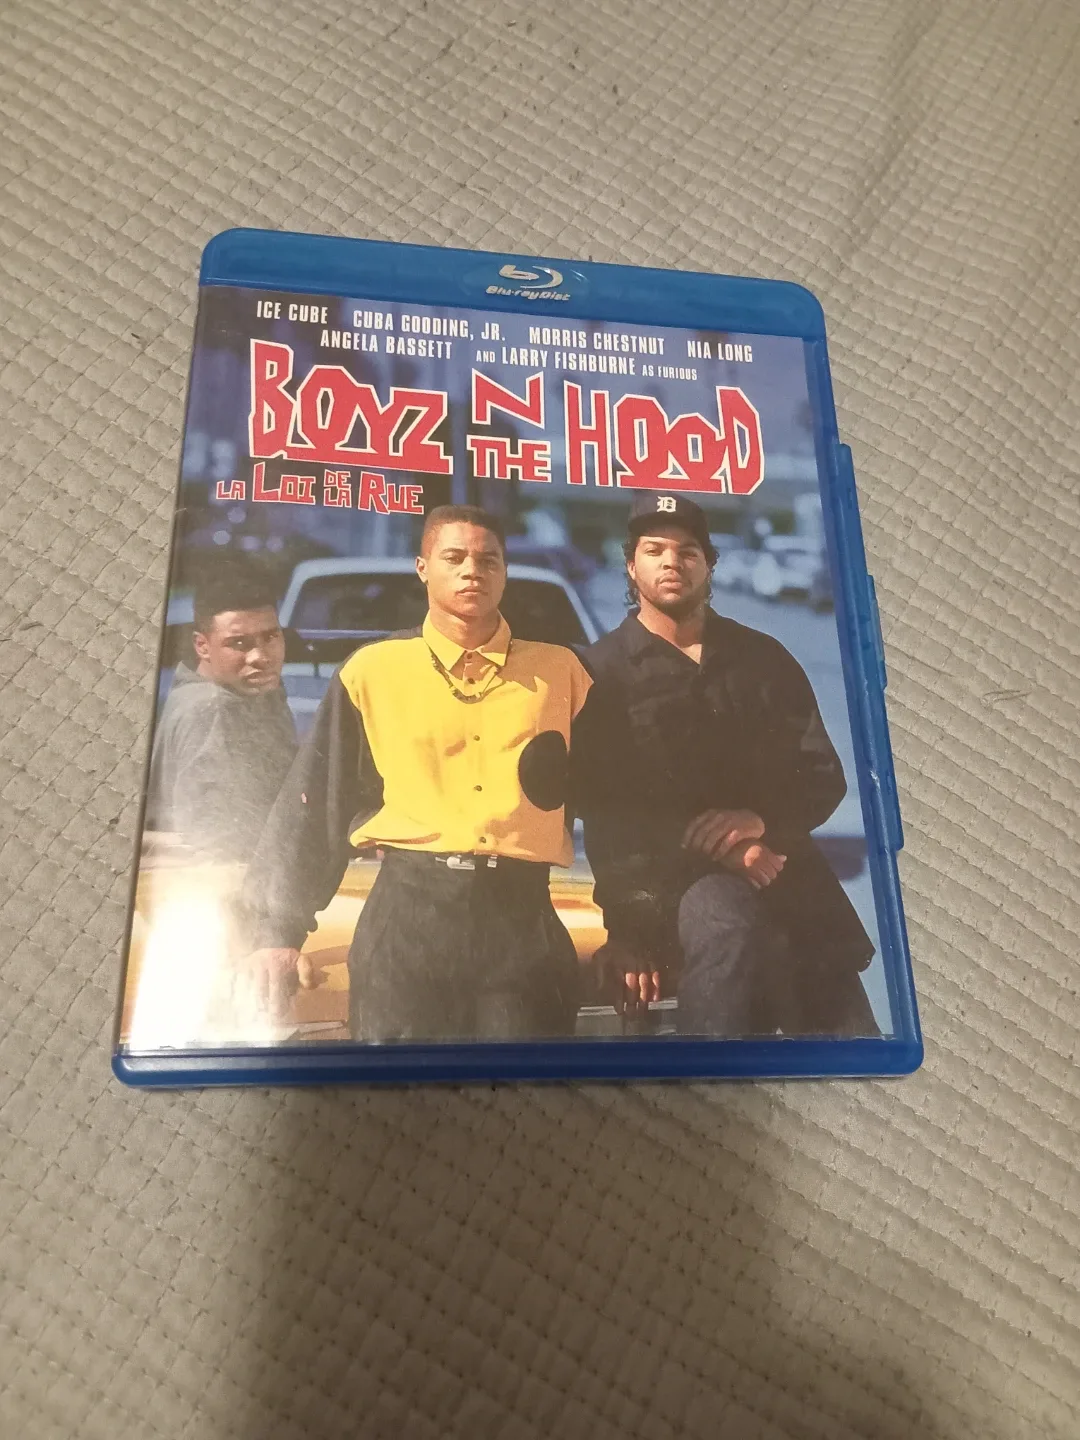 Blu-ray Disc
ICE CUBE CUBA GOODING, JR. MORRIS CHESTNUT NIA LONG
ANGELA BASSETT AND LARRY FISHBURNE AS FURIOUS
BOYZ N THE HOOD
LA LOI DE LA RUE
D